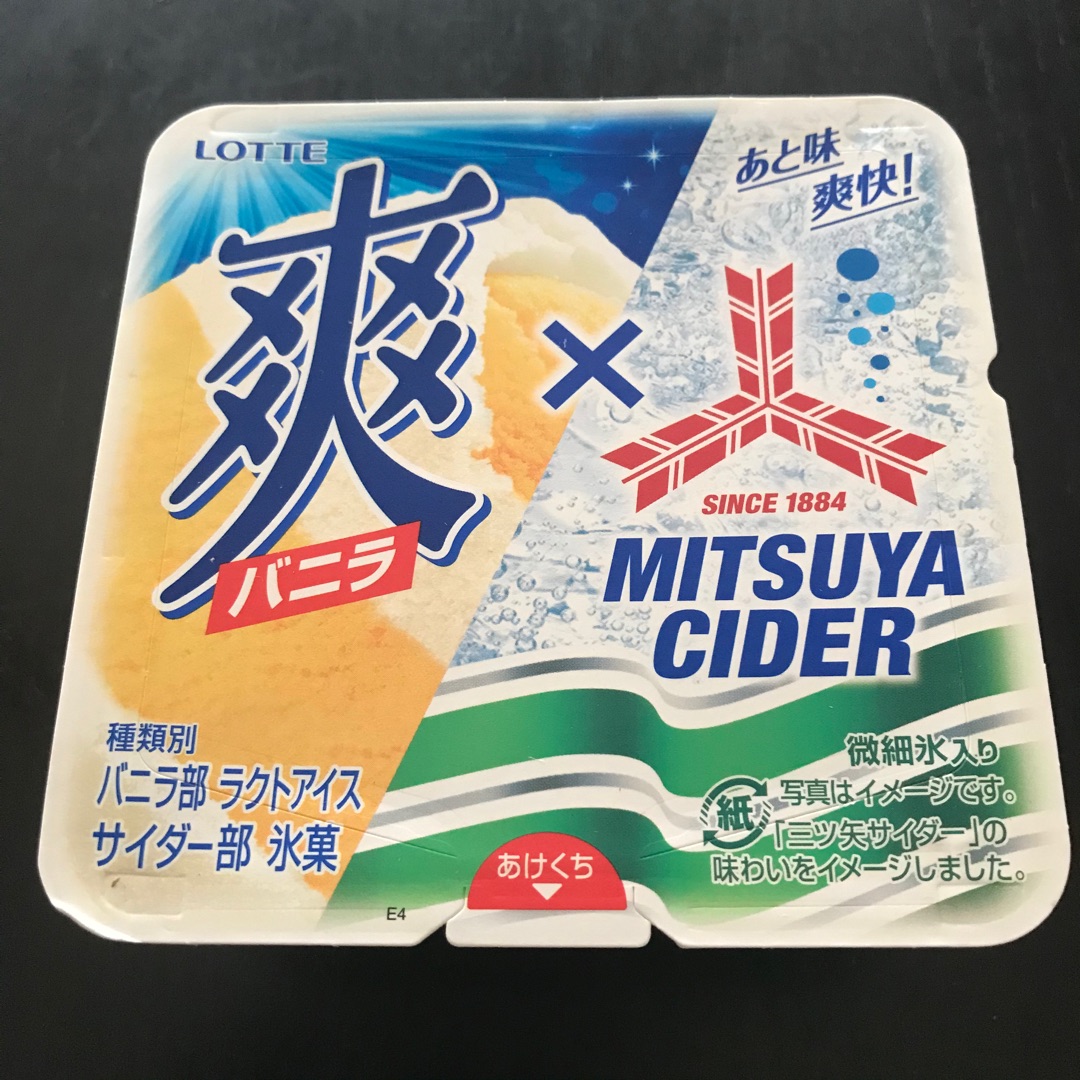 LOTTE
爽
バニラ
×
あと味
爽快!
SINCE 1884
MITSUYA
CIDER
種類別
バニラ部 ラクトアイス
サイダー部 氷菓
微細氷入り
紙
写真はイメージです。
「三ツ矢サイダー」の
味わいをイメージしました。
あけくち
E4